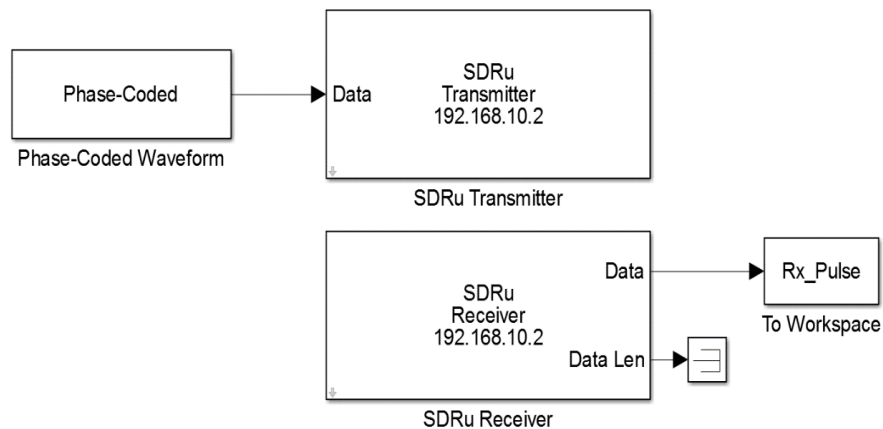 Phase-Coded
Phase-Coded Waveform
Data
SDRu
Transmitter
192.168.10.2
SDRu Transmitter
SDRu
Receiver
192.168.10.2
Data
Data Len
SDRu Receiver
Rx_Pulse
To Workspace